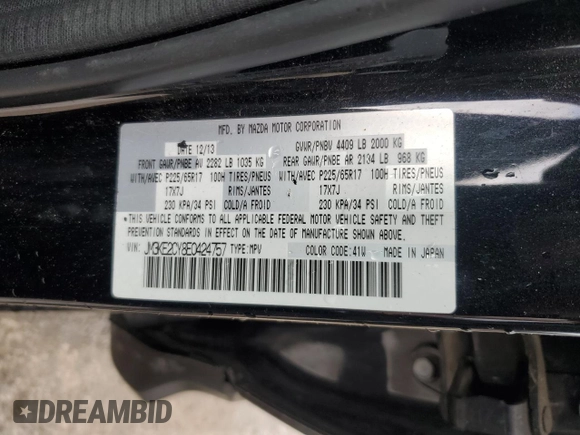 MFD. BY MAZDA MOTOR CORPORATION
DATE 12/13 GVWR/PNBV 4409 LB 2000 KG
FRONT GAWR/PNBE AV 2282 LB 1035 KG REAR GAWR/PNBE AR 2134 LB 968 KG
WITH/AVEC P225/65R17 100H TIRES/PNEUS WITH/AVEC P225/65R17 100H TIRES/PNEUS
17X7J RIMS/JANTES 17X7J RIMS/JANTES
230 KPA/34 PSI COLD/A FROID 230 KPA/34 PSI COLD/A FROID
* THIS VEHICLE CONFORMS TO ALL APPLICABLE FEDERAL MOTOR VEHICLE SAFETY AND THEFT
PREVENTION STANDARDS IN EFFECT ON THE DATE OF MANUFACTURE SHOWN ABOVE.
VIN: JM3KE2CY8E0424757 TYPE:MPV COLOR CODE:41W MADE IN JAPAN
DREAMBID